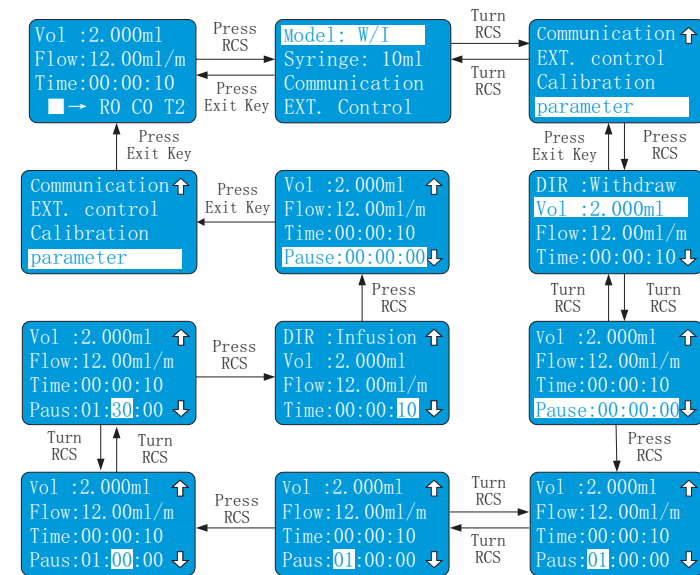 Vol :2.000ml
Flow:12.00ml/m
Time:00:00:10
R0 C0 T2
Press
RCS
Press
Exit Key
Model: W/I
Syringe: 10ml
Communication
EXT. Control
Turn
RCS
Turn
RCS
Communication
EXT. control
Calibration
parameter
Press
Exit Key
Press
Exit Key
Press
RCS
Communication
EXT. control
Calibration
parameter
Press
Exit Key
Vol :2.000ml
Flow:12.00ml/m
Time:00:00:10
Pause:00:00:00
DIR :Withdraw
Vol :2.000ml
Flow:12.00ml/m
Time:00:00:10
Press
RCS
Turn
RCS
Turn
RCS
Vol :2.000ml
Flow:12.00ml/m
Time:00:00:10
Paus:01:30:00
Press
RCS
DIR :Infusion
Vol :2.000ml
Flow:12.00ml/m
Time:00:00:10
Vol :2.000ml
Flow:12.00ml/m
Time:00:00:10
Pause:00:00:00
Turn
RCS
Turn
RCS
Press
RCS
Vol :2.000ml
Flow:12.00ml/m
Time:00:00:10
Paus:01:00:00
Press
RCS
Vol :2.000ml
Flow:12.00ml/m
Time:00:00:10
Paus:01:00:00
Turn
RCS
Turn
RCS
Vol :2.000ml
Flow:12.00ml/m
Time:00:00:10
Paus:01:00:00